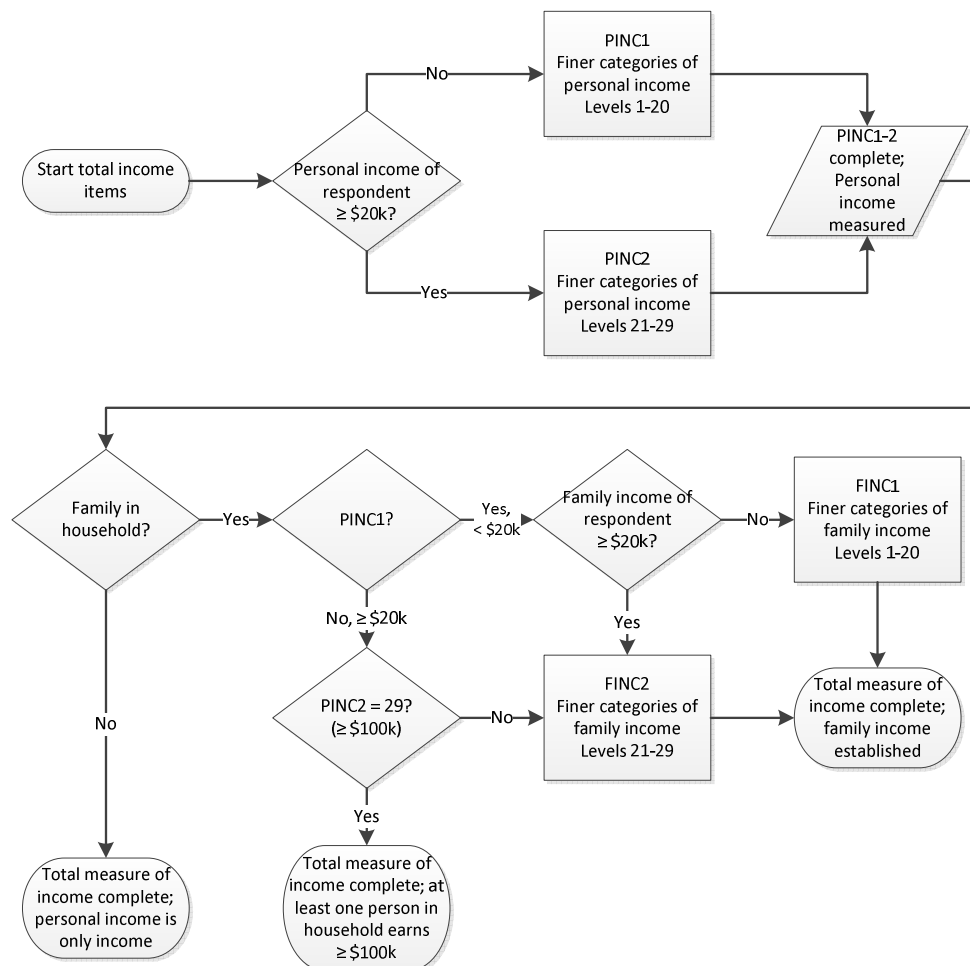 PINC1
Finer categories of
personal income
Levels 1-20
No
Start total income
items
Personal income of
respondent
≥ $20k?
PINC1-2
complete;
Personal
income
measured
Yes
PINC2
Finer categories of
personal income
Levels 21-29
Family in
household?
Yes
PINC1?
Yes,
< $20k
Family income of
respondent
≥ $20k?
No
FINC1
Finer categories of
family income
Levels 1-20
No, ≥ $20k
Yes
No
PINC2 = 29?
(≥ $100k)
No
FINC2
Finer categories of
family income
Levels 21-29
Total measure of
income complete;
family income
established
Yes
Total measure of
income complete;
personal income is
only income
Total measure of
income complete; at
least one person in
household earns
≥ $100k